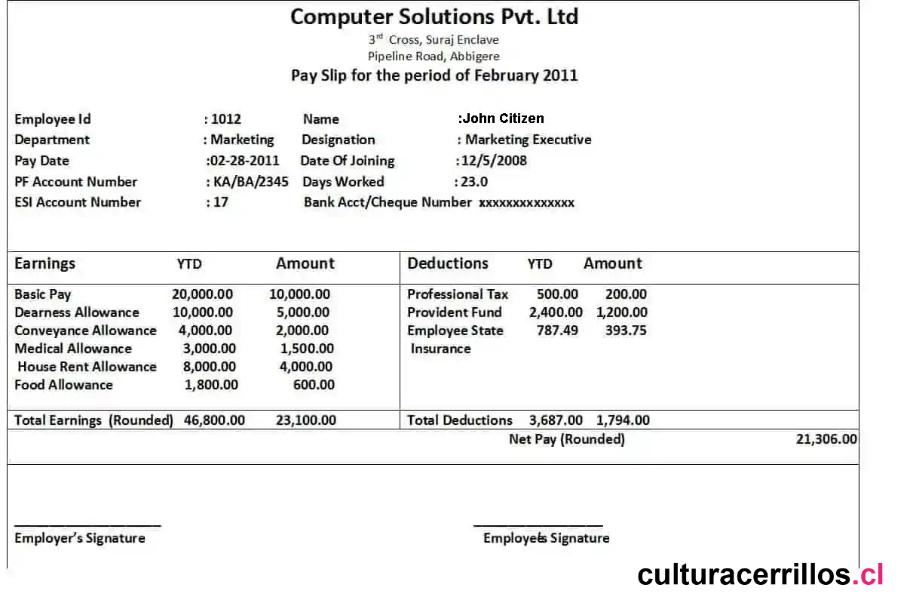 Computer Solutions Pvt. Ltd
3rd Cross, Suraj Enclave
Pipeline Road, Abbigere
Pay Slip for the period of February 2011
Employee Id : 1012 Name :John Citizen
Department : Marketing Designation : Marketing Executive
Pay Date :02-28-2011 Date Of Joining :12/5/2008
PF Account Number : KA/BA/2345 Days Worked :23.0
ESI Account Number : 17 Bank Acct/Cheque Number xxxxxxxxxxxxxx
Earnings YTD Amount Deductions YTD Amount
Basic Pay 20,000.00 10,000.00 Professional Tax 500.00 200.00
Dearness Allowance 10,000.00 5,000.00 Provident Fund 2,400.00 1,200.00
Conveyance Allowance 4,000.00 2,000.00 Employee State 787.49 393.75
Medical Allowance 3,000.00 1,500.00 Insurance
House Rent Allowance 8,000.00 4,000.00
Food Allowance 1,800.00 600.00
Total Earnings (Rounded) 46,800.00 23,100.00 Total Deductions 3,687.00 1,794.00
Net Pay (Rounded) 21,306.00
Employer's Signature Employee's Signature
culturacerrillos.cl